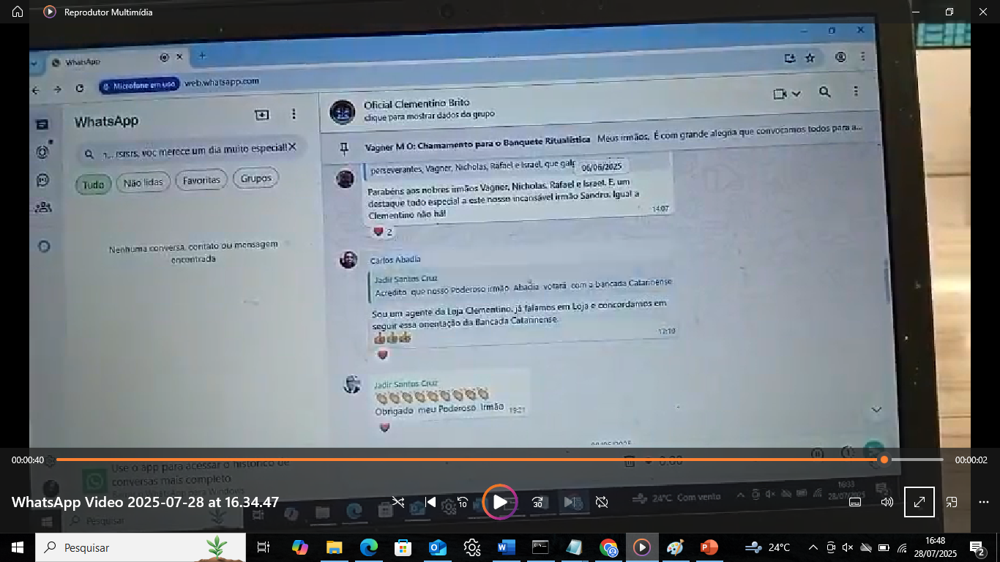 Reprodutor Multimídia
WhatsApp
Microfone em uso
web.whatsapp.com
WhatsApp
1... rsrsrs, voc merece um dia muito especial!
Tudo
Não lidas
Favoritas
Grupos
Nenhuma conversa, contato ou mensagem
encontrada
Oficial Clementino Brito
clique para mostrar dados do grupo
Vagner M O: Chamamento para o Banquete Ritualística Meus irmãos, É com grande alegria que convocamos todos para a...
perseverantes, Vagner, Nicholas, Rafael e Israel, que
06/06/2025
Parabéns aos nobres irmãos Vagner, Nicholas, Rafael e Israel. E, um
destaque todo especial a este nosso incansável irmão Sandro. Igual a
Clementino não há!
14:07
2
Carlos Abadia
Jadir Santos Cruz
Acredito que nosso Poderoso irmão Abadia votará com a bancada Catarinense
Sou um agente da Loja Clementino, já falamos em Loja e concordamos em
seguir essa orientação da Bancada Catarinense.
17:10
Jadir Santos Cruz
Obrigado meu Poderoso Irmão
19:21
00:00:40
00:00:02
Use o app para acessar o histórico de
conversas mais completo
0:00
WhatsApp Video 2025-07-28 at 16.34.47
10
30
Pesquisar
24°C Com vento
16:33
28/07/2025
Pesquisar
24°C
16:48
28/07/2025
2